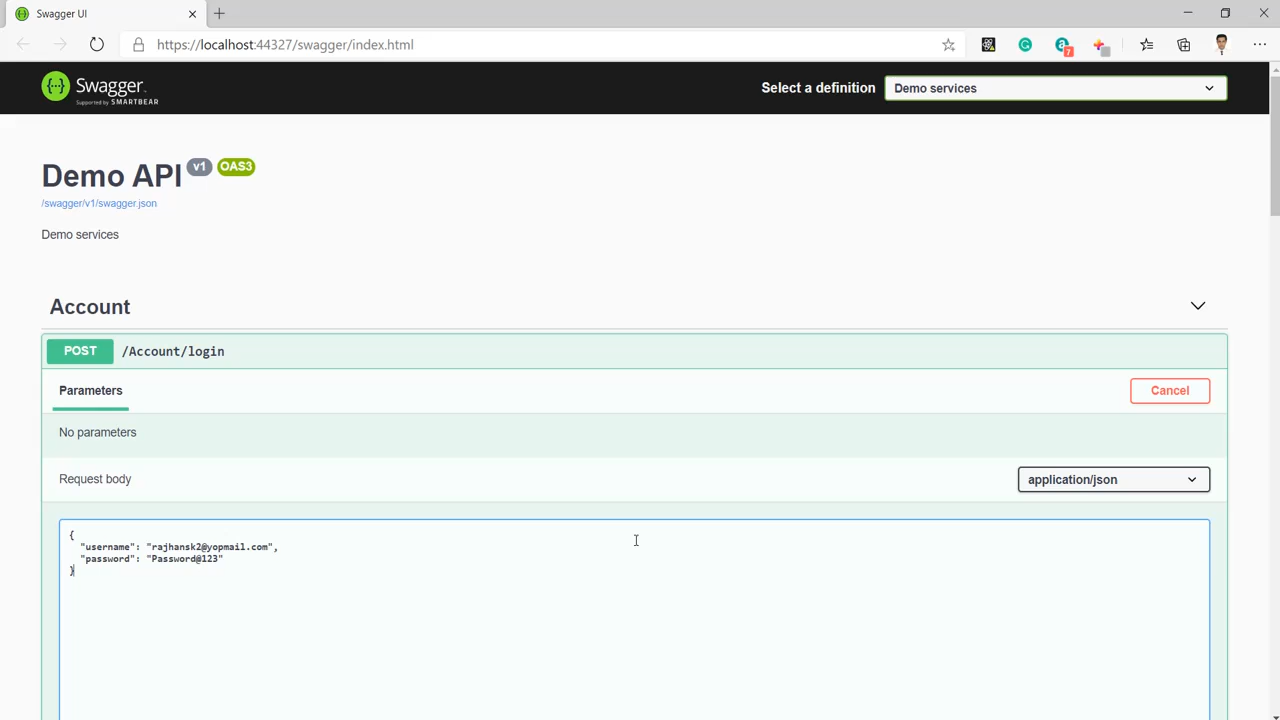 Swagger UI
https://localhost:44327/swagger/index.html
7
Swagger
Supported by SMARTBEAR
Select a definition
Demo services
Demo API v1 OAS3
/swagger/v1/swagger.json
Demo services
Account
POST /Account/login
Parameters
Cancel
No parameters
Request body
application/json
{
"username": "rajhansk2@yopmail.com",
"password": "Password@123"
}